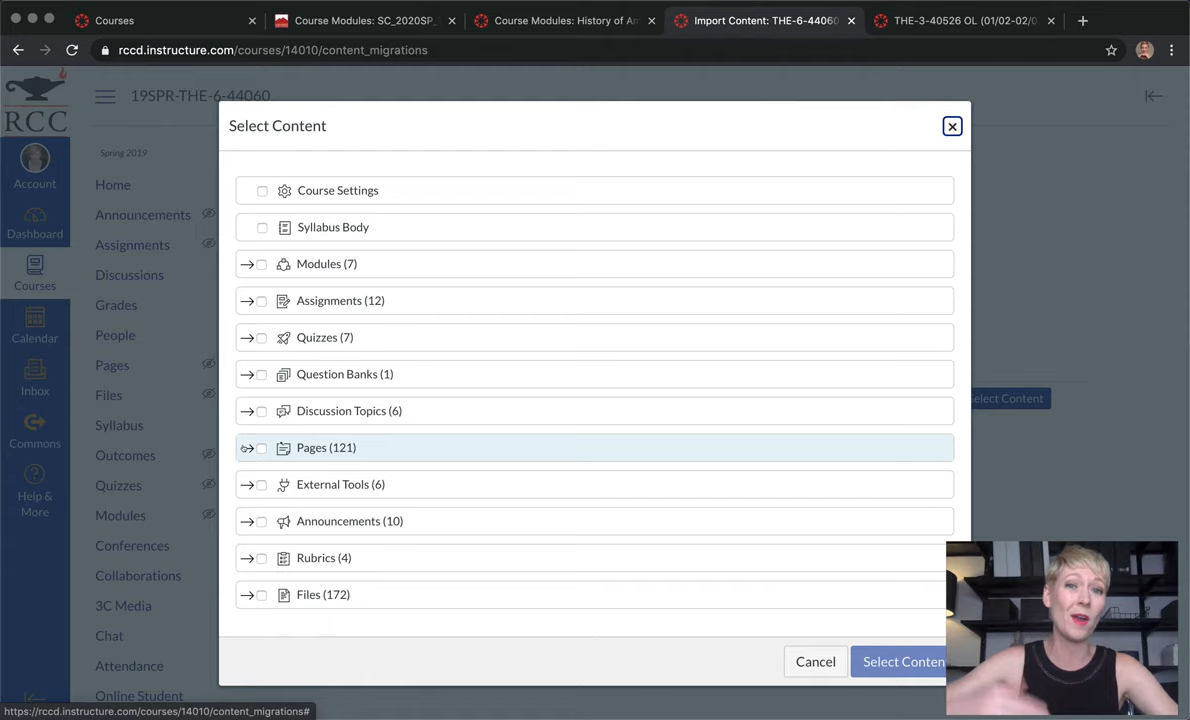 Courses
Course Modules: SC_2020SP_
Course Modules: History of Am
Import Content: THE-6-44060
THE-3-40526 OL (01/02-02/0
rccd.instructure.com/courses/14010/content_migrations
RCC
19SPR-THE-6-44060
Spring 2019
Account
Dashboard
Courses
Calendar
Inbox
Commons
Help &
More
Home
Announcements
Assignments
Discussions
Grades
People
Pages
Files
Syllabus
Outcomes
Quizzes
Modules
Conferences
Collaborations
3C Media
Chat
Attendance
Online Student
Select Content
Course Settings
Syllabus Body
Modules (7)
Assignments (12)
Quizzes (7)
Question Banks (1)
Discussion Topics (6)
Pages (121)
External Tools (6)
Announcements (10)
Rubrics (4)
Files (172)
elect Content
Cancel
Select Conten
https://rccd.instructure.com/courses/14010/content_migrations#